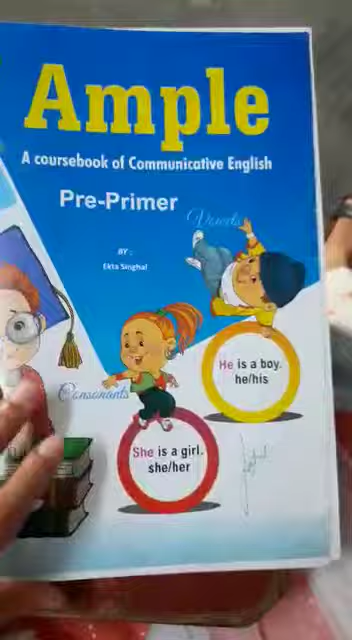 Ample
A coursebook of Communicative English
Pre-Primer
Vowels
BY :
Ekta Singhal
He is a boy.
he/his
Consonants
She is a girl.
she/her